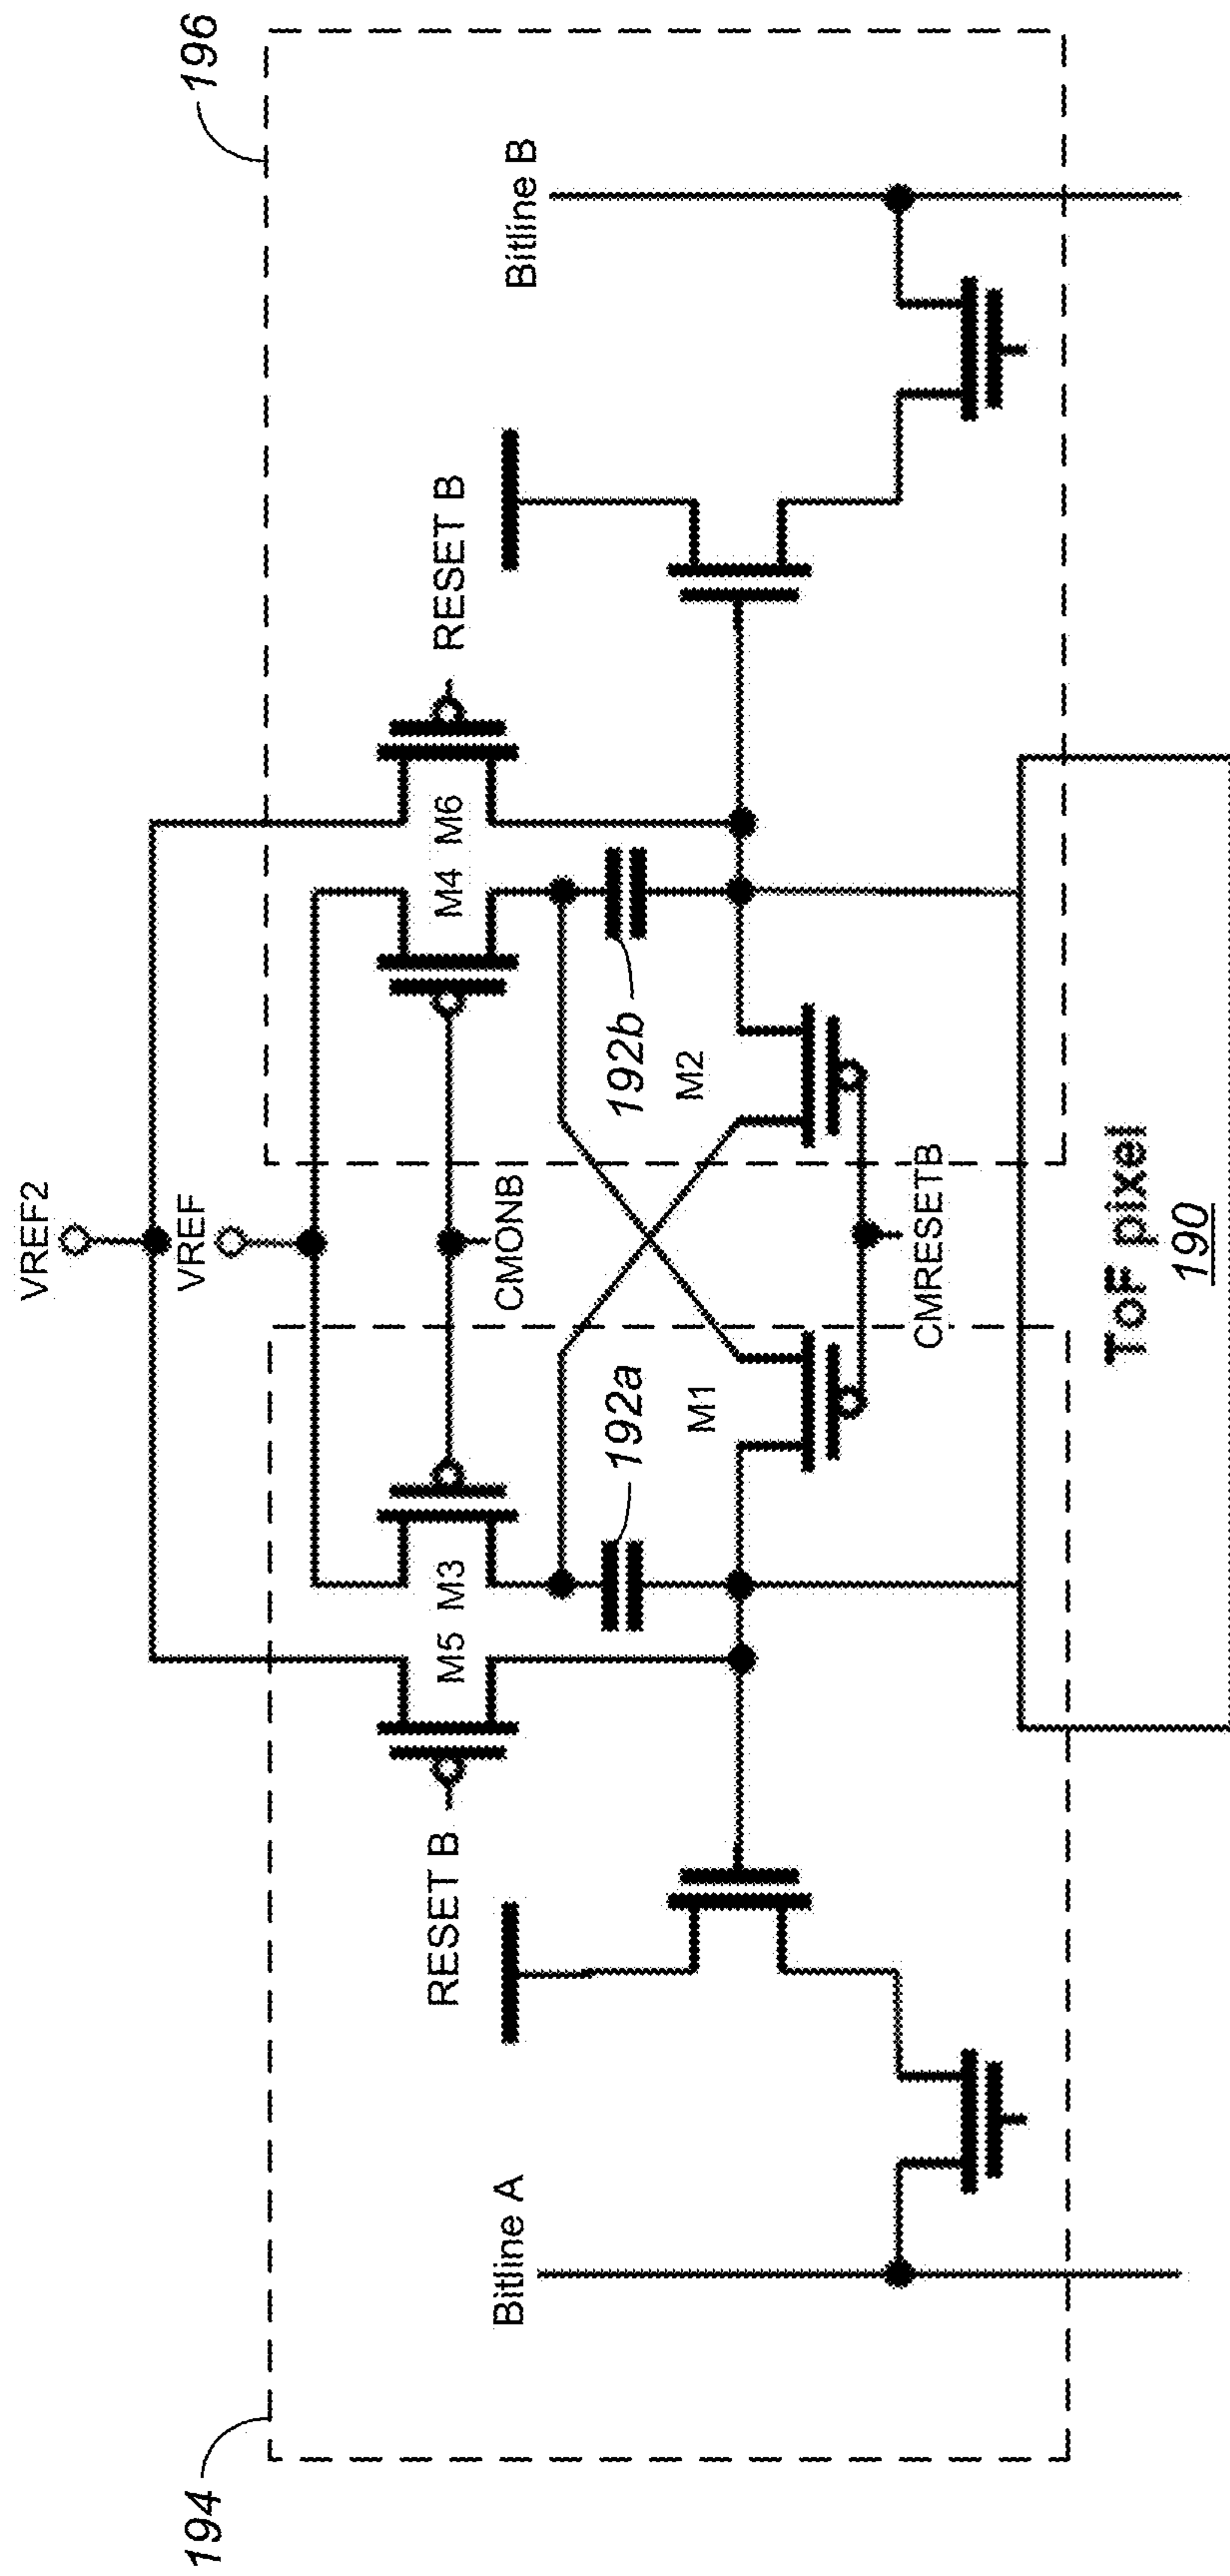 VREF2
VREF
194
196
RESET B
M5
M3
CMONB
M4
M6
RESET B
Bitline A
192a
M1
192b
M2
Bitline B
CMRESETB
ToF pixel
190